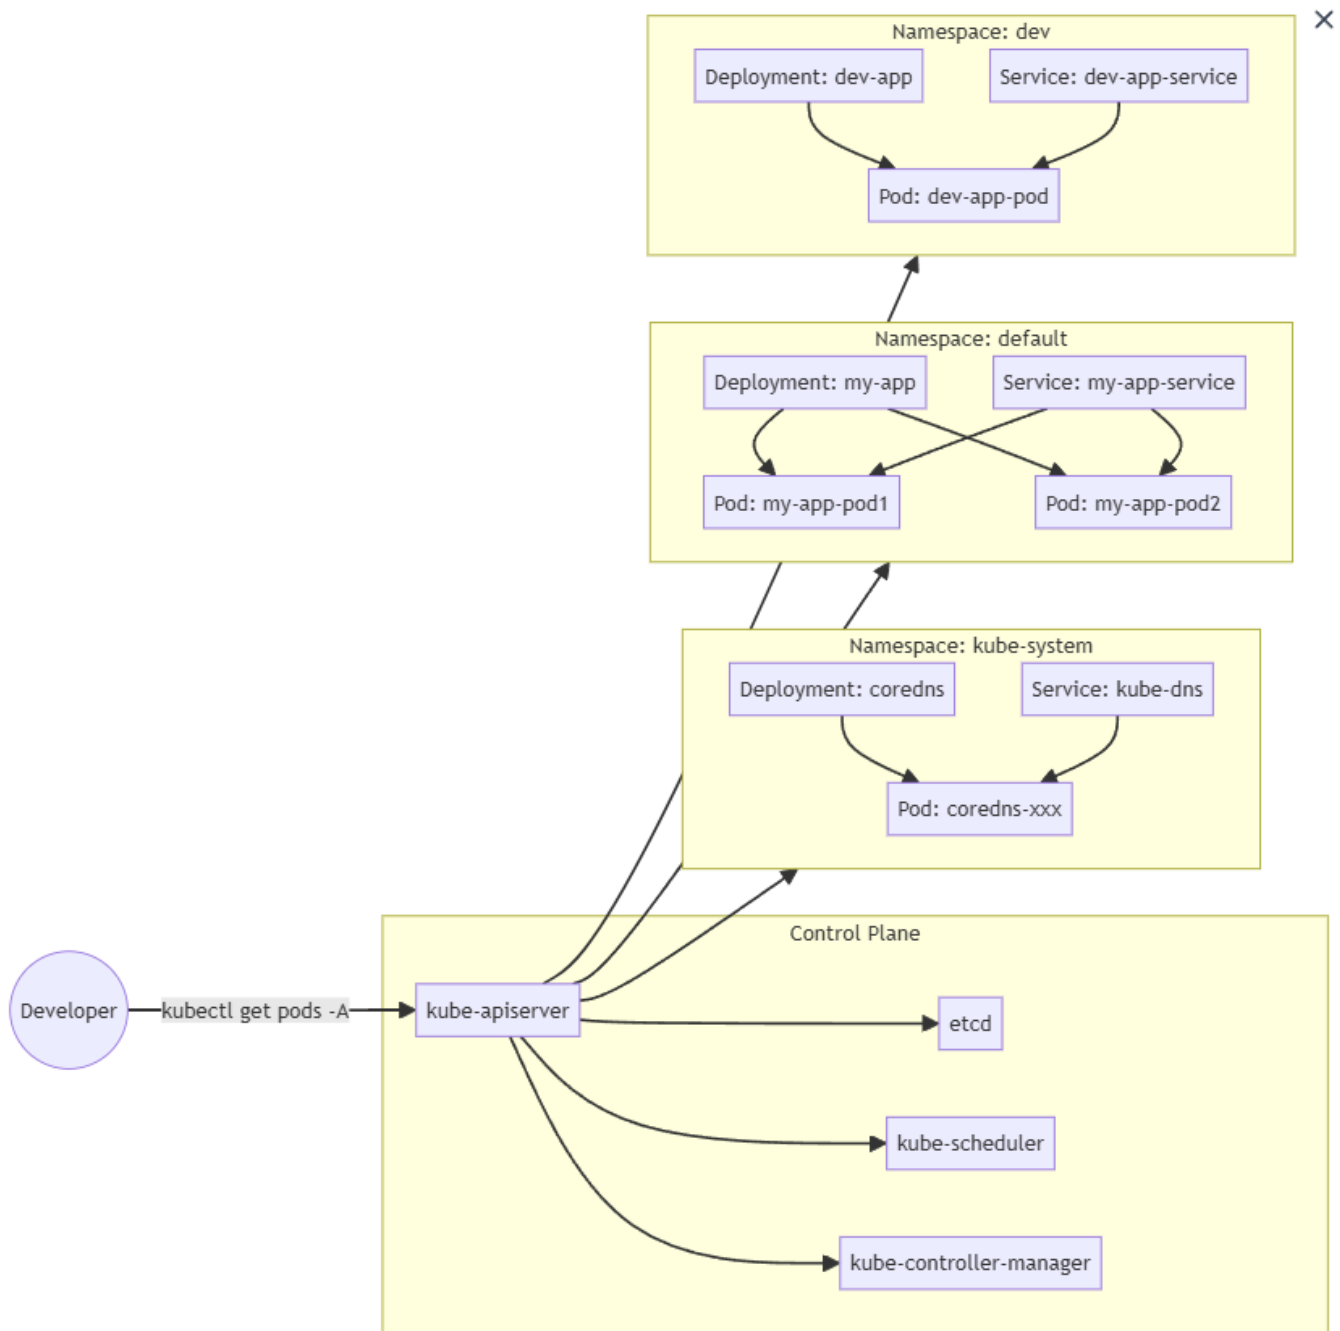 Namespace: dev
Deployment: dev-app
Service: dev-app-service
Pod: dev-app-pod
Namespace: default
Deployment: my-app
Service: my-app-service
Pod: my-app-pod1
Pod: my-app-pod2
Namespace: kube-system
Deployment: coredns
Service: kube-dns
Pod: coredns-xxx
Control Plane
Developer
kubectl get pods -A
kube-apiserver
etcd
kube-scheduler
kube-controller-manager